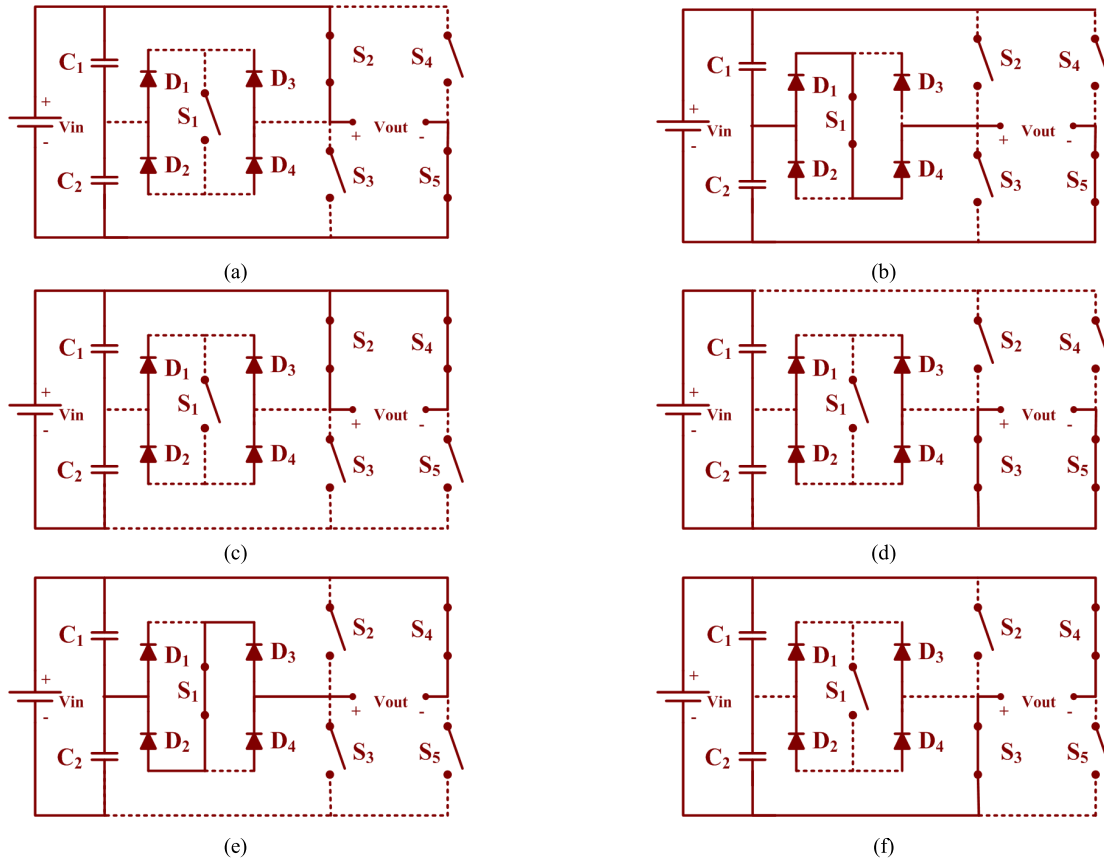 C1 D1 D3 S2 S4
+ Vin - S1 + Vout -
C2 D2 D4 S3 S5
(a)
C1 D1 D3 S2 S4
+ Vin - S1 + Vout -
C2 D2 D4 S3 S5
(b)
C1 D1 D3 S2 S4
+ Vin - S1 + Vout -
C2 D2 D4 S3 S5
(c)
C1 D1 D3 S2 S4
+ Vin - S1 + Vout -
C2 D2 D4 S3 S5
(d)
C1 D1 D3 S2 S4
+ Vin - S1 + Vout -
C2 D2 D4 S3 S5
(e)
C1 D1 D3 S2 S4
+ Vin - S1 + Vout -
C2 D2 D4 S3 S5
(f)